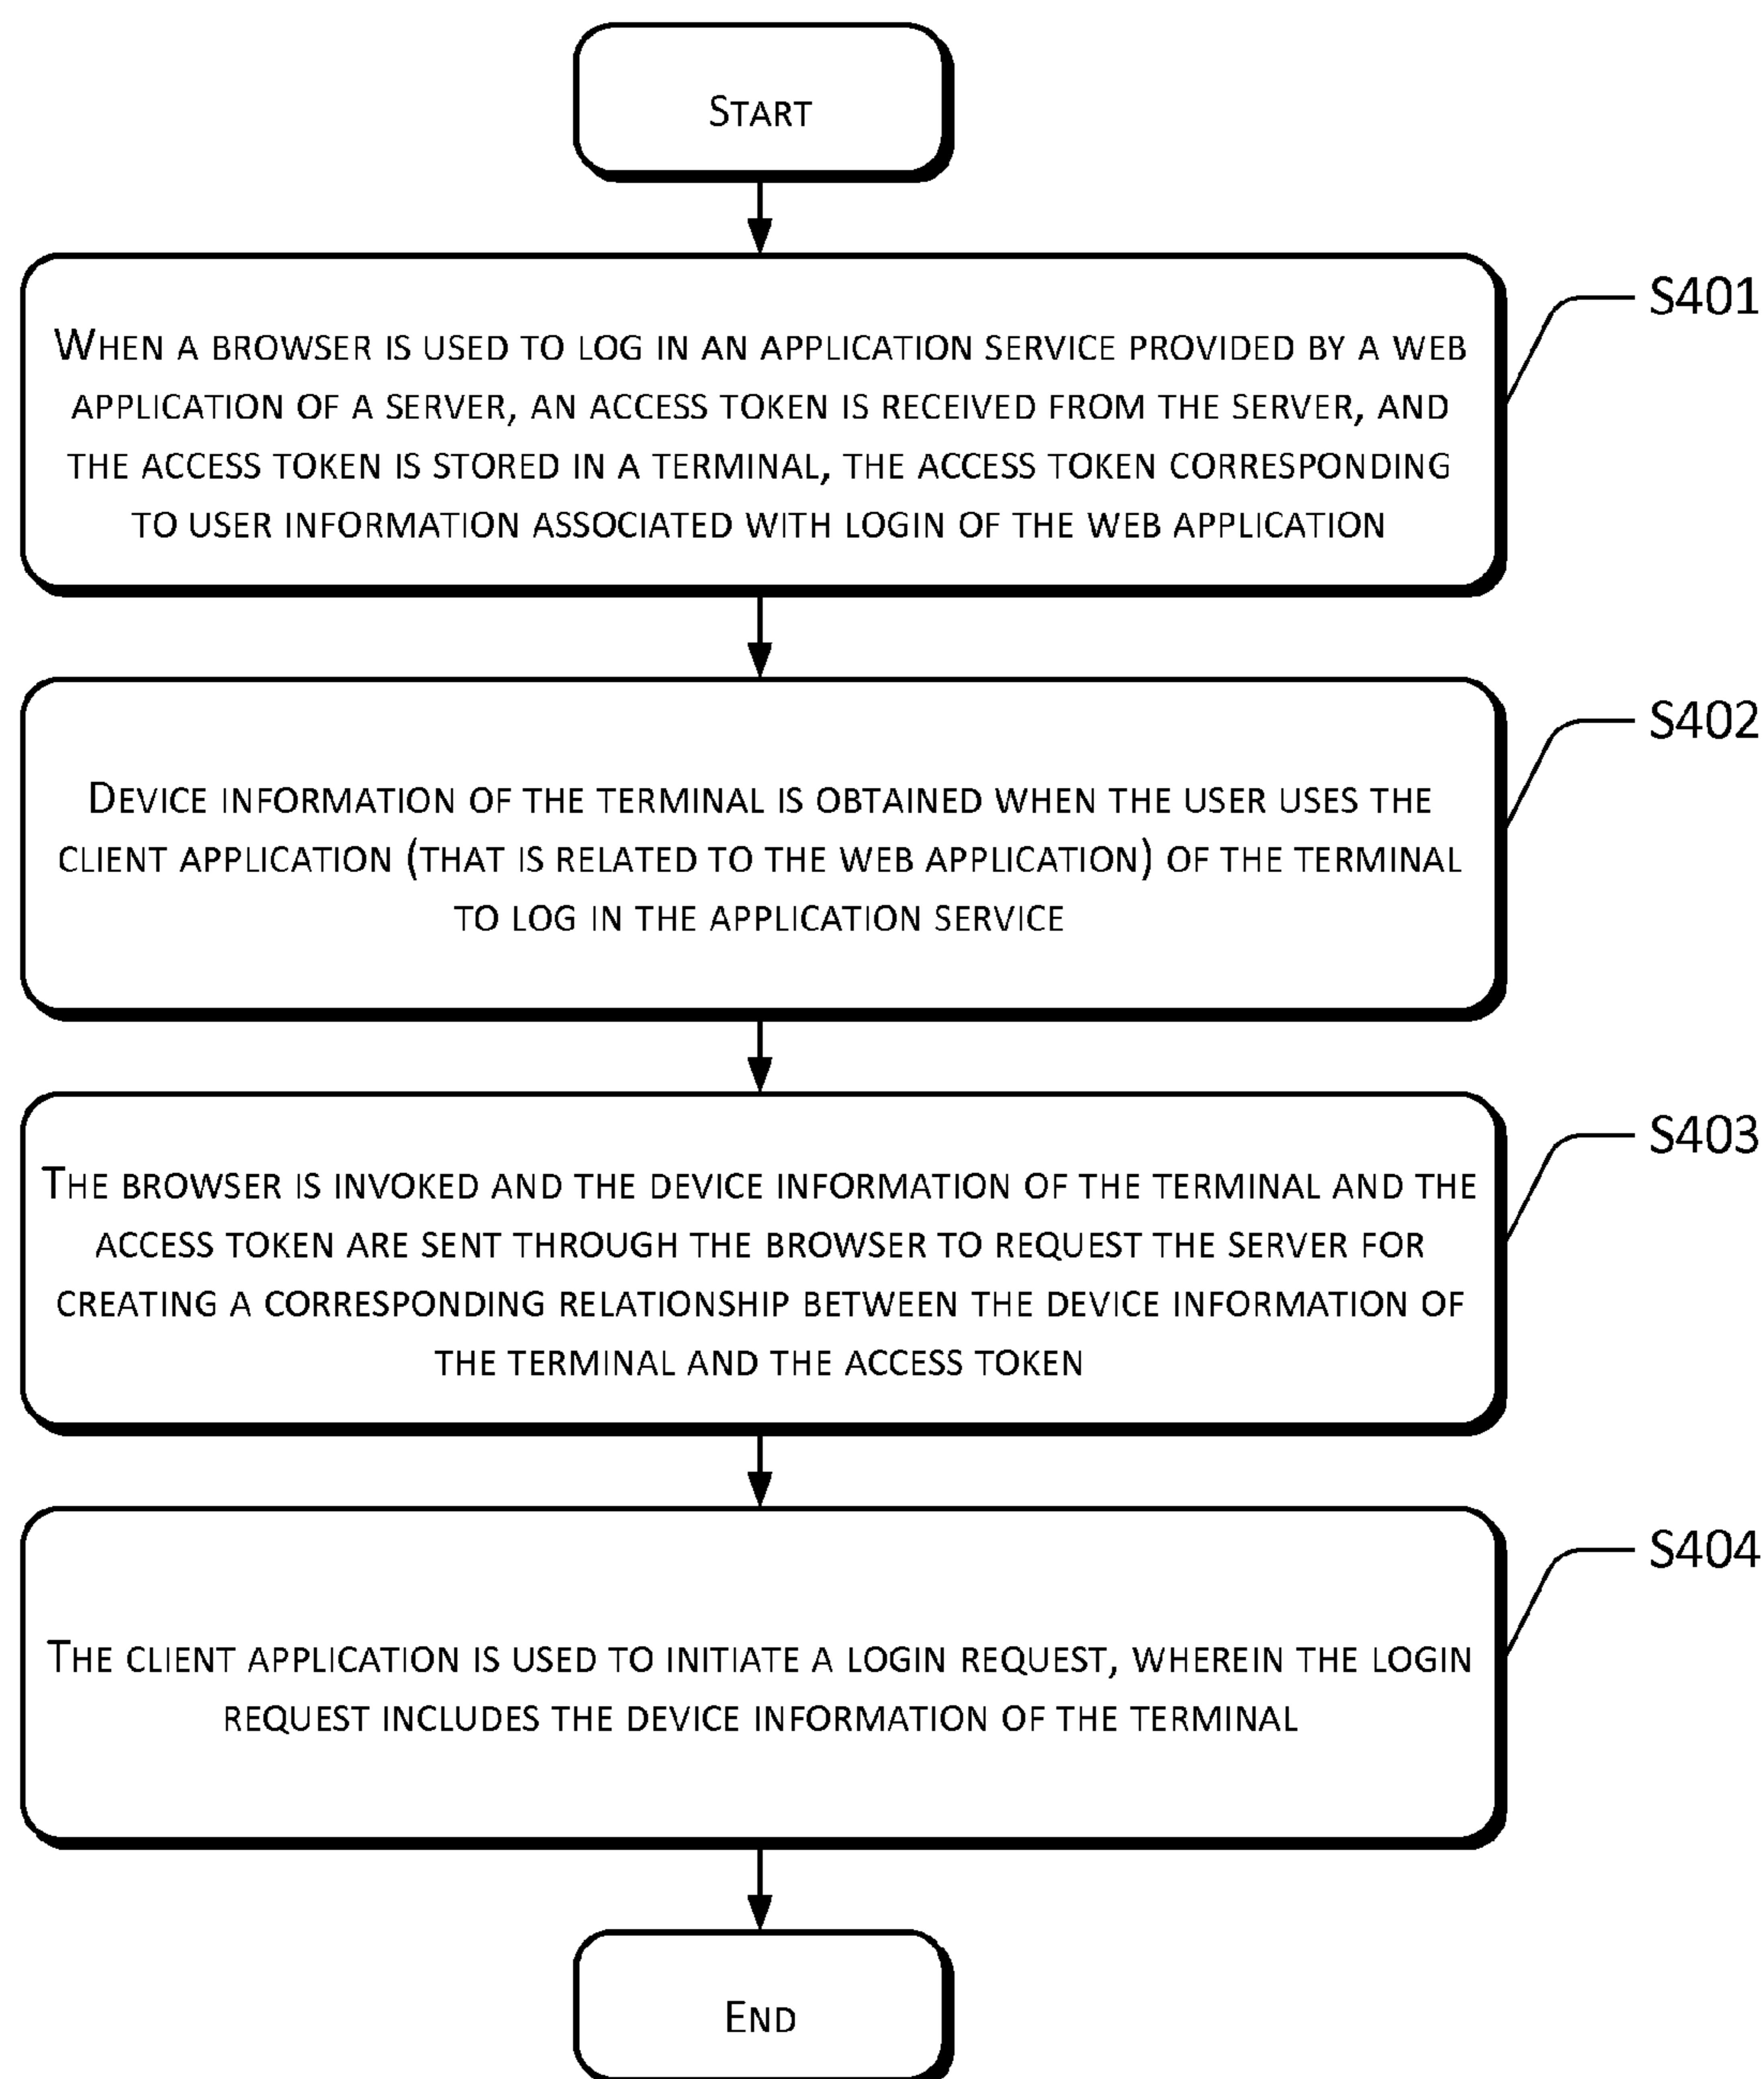 START
S401
WHEN A BROWSER IS USED TO LOG IN AN APPLICATION SERVICE PROVIDED BY A WEB
APPLICATION OF A SERVER, AN ACCESS TOKEN IS RECEIVED FROM THE SERVER, AND
THE ACCESS TOKEN IS STORED IN A TERMINAL, THE ACCESS TOKEN CORRESPONDING
TO USER INFORMATION ASSOCIATED WITH LOGIN OF THE WEB APPLICATION
S402
DEVICE INFORMATION OF THE TERMINAL IS OBTAINED WHEN THE USER USES THE
CLIENT APPLICATION (THAT IS RELATED TO THE WEB APPLICATION) OF THE TERMINAL
TO LOG IN THE APPLICATION SERVICE
S403
THE BROWSER IS INVOKED AND THE DEVICE INFORMATION OF THE TERMINAL AND THE
ACCESS TOKEN ARE SENT THROUGH THE BROWSER TO REQUEST THE SERVER FOR
CREATING A CORRESPONDING RELATIONSHIP BETWEEN THE DEVICE INFORMATION OF
THE TERMINAL AND THE ACCESS TOKEN
S404
THE CLIENT APPLICATION IS USED TO INITIATE A LOGIN REQUEST, WHEREIN THE LOGIN
REQUEST INCLUDES THE DEVICE INFORMATION OF THE TERMINAL
END